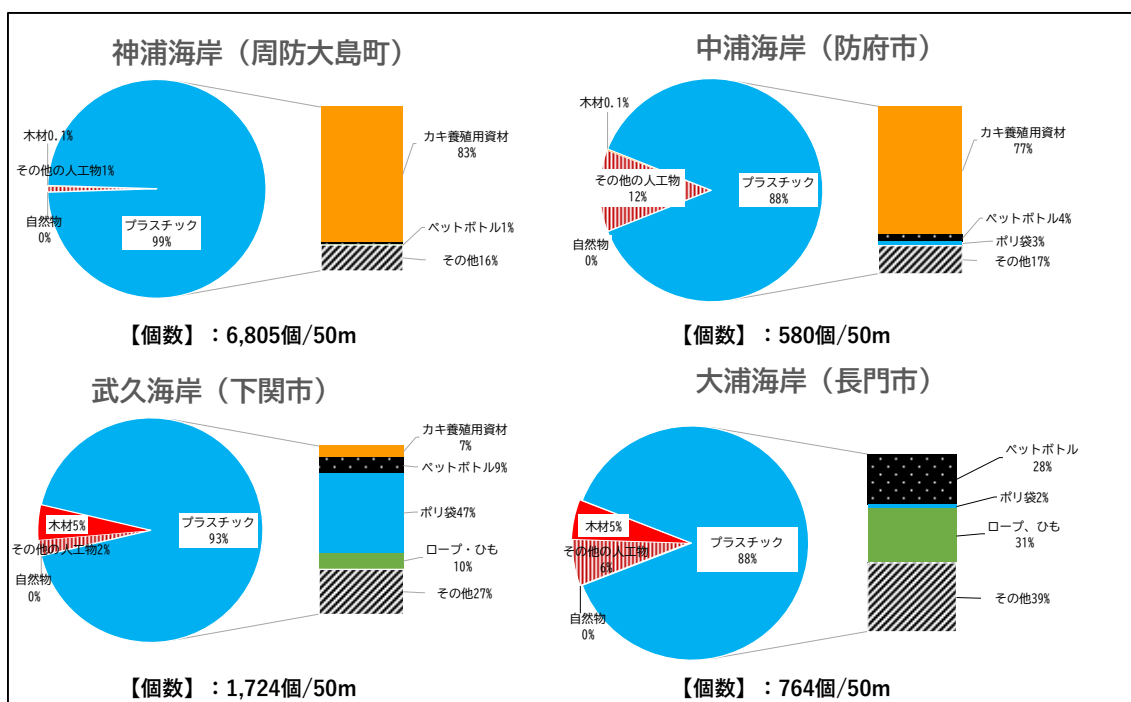 神浦海岸（周防大島町）
木材0.1%
その他の人工物1%
自然物
0%
プラスチック
99%
カキ養殖用資材
83%
ペットボトル1%
その他16%
【個数】：6,805個/50m
中浦海岸（防府市）
木材0.1%
その他の人工物
12%
自然物
0%
プラスチック
88%
カキ養殖用資材
77%
ペットボトル4%
ポリ袋3%
その他17%
【個数】：580個/50m
武久海岸（下関市）
木材5%
その他の人工物2%
自然物
0%
プラスチック
93%
カキ養殖用資材
7%
ペットボトル9%
ポリ袋47%
ロープ・ひも
10%
その他27%
【個数】：1,724個/50m
大浦海岸（長門市）
木材5%
その他の人工物
6%
自然物
0%
プラスチック
88%
ペットボトル
28%
ポリ袋2%
ロープ、ひも
31%
その他39%
【個数】：764個/50m